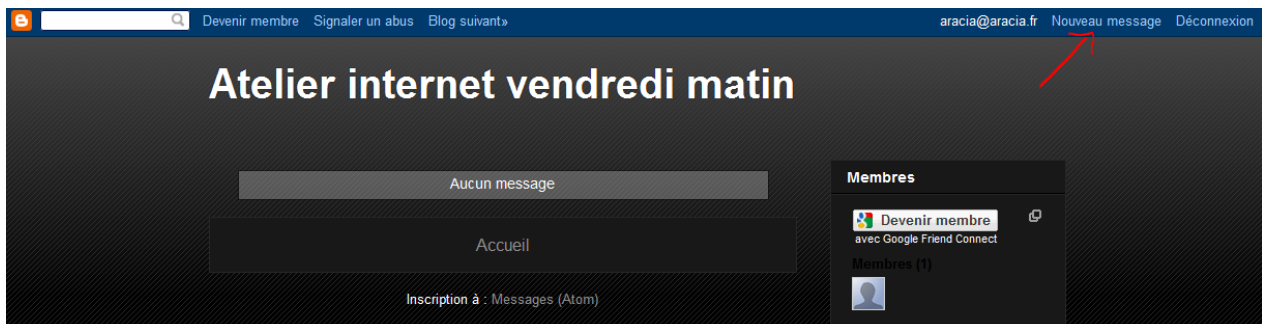 Devenir membre Signaler un abus Blog suivant» aracia@aracia.fr Nouveau message Déconnexion
Atelier internet vendredi matin
Aucun message
Accueil
Inscription à : Messages (Atom)
Membres
Devenir membre
avec Google Friend Connect
Membres (1)